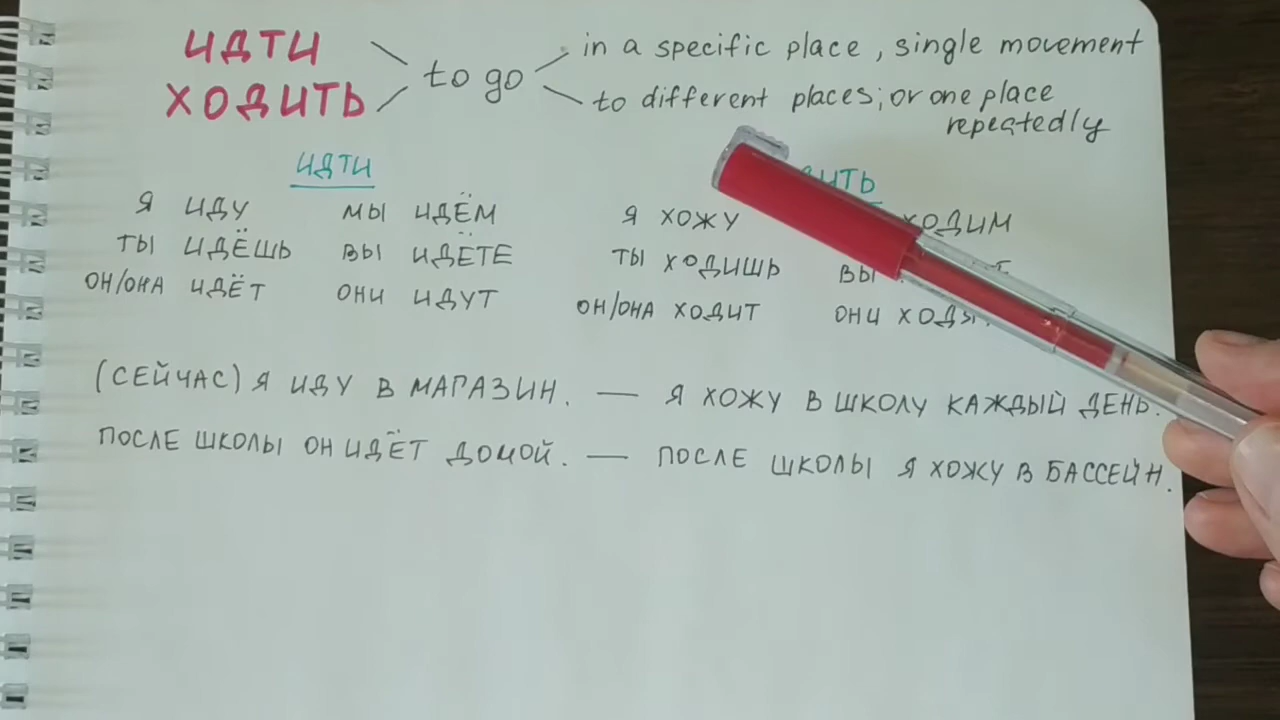 ИДТИ
ХОДИТЬ
to go
in a specific place, single movement
to different places; or one place
repeatedly
ИДТИ
Я ИДУ МЫ ИДЁМ
ТЫ ИДЁШЬ ВЫ ИДЁТЕ
ОН/ОНА ИДЁТ ОНИ ИДУТ
Я ХОЖУ ХОДИМ
ТЫ ХОДИШЬ ВЫ
ОН/ОНА ХОДИТ ОНИ
(СЕЙЧАС) Я ИДУ В МАГАЗИН. — Я ХОЖУ В ШКОЛУ КАЖДЫЙ ДЕНЬ.
ПОСЛЕ ШКОЛЫ ОН ИДЁТ ДОМОЙ. — ПОСЛЕ ШКОЛЫ Я ХОЖУ В БАССЕЙН.